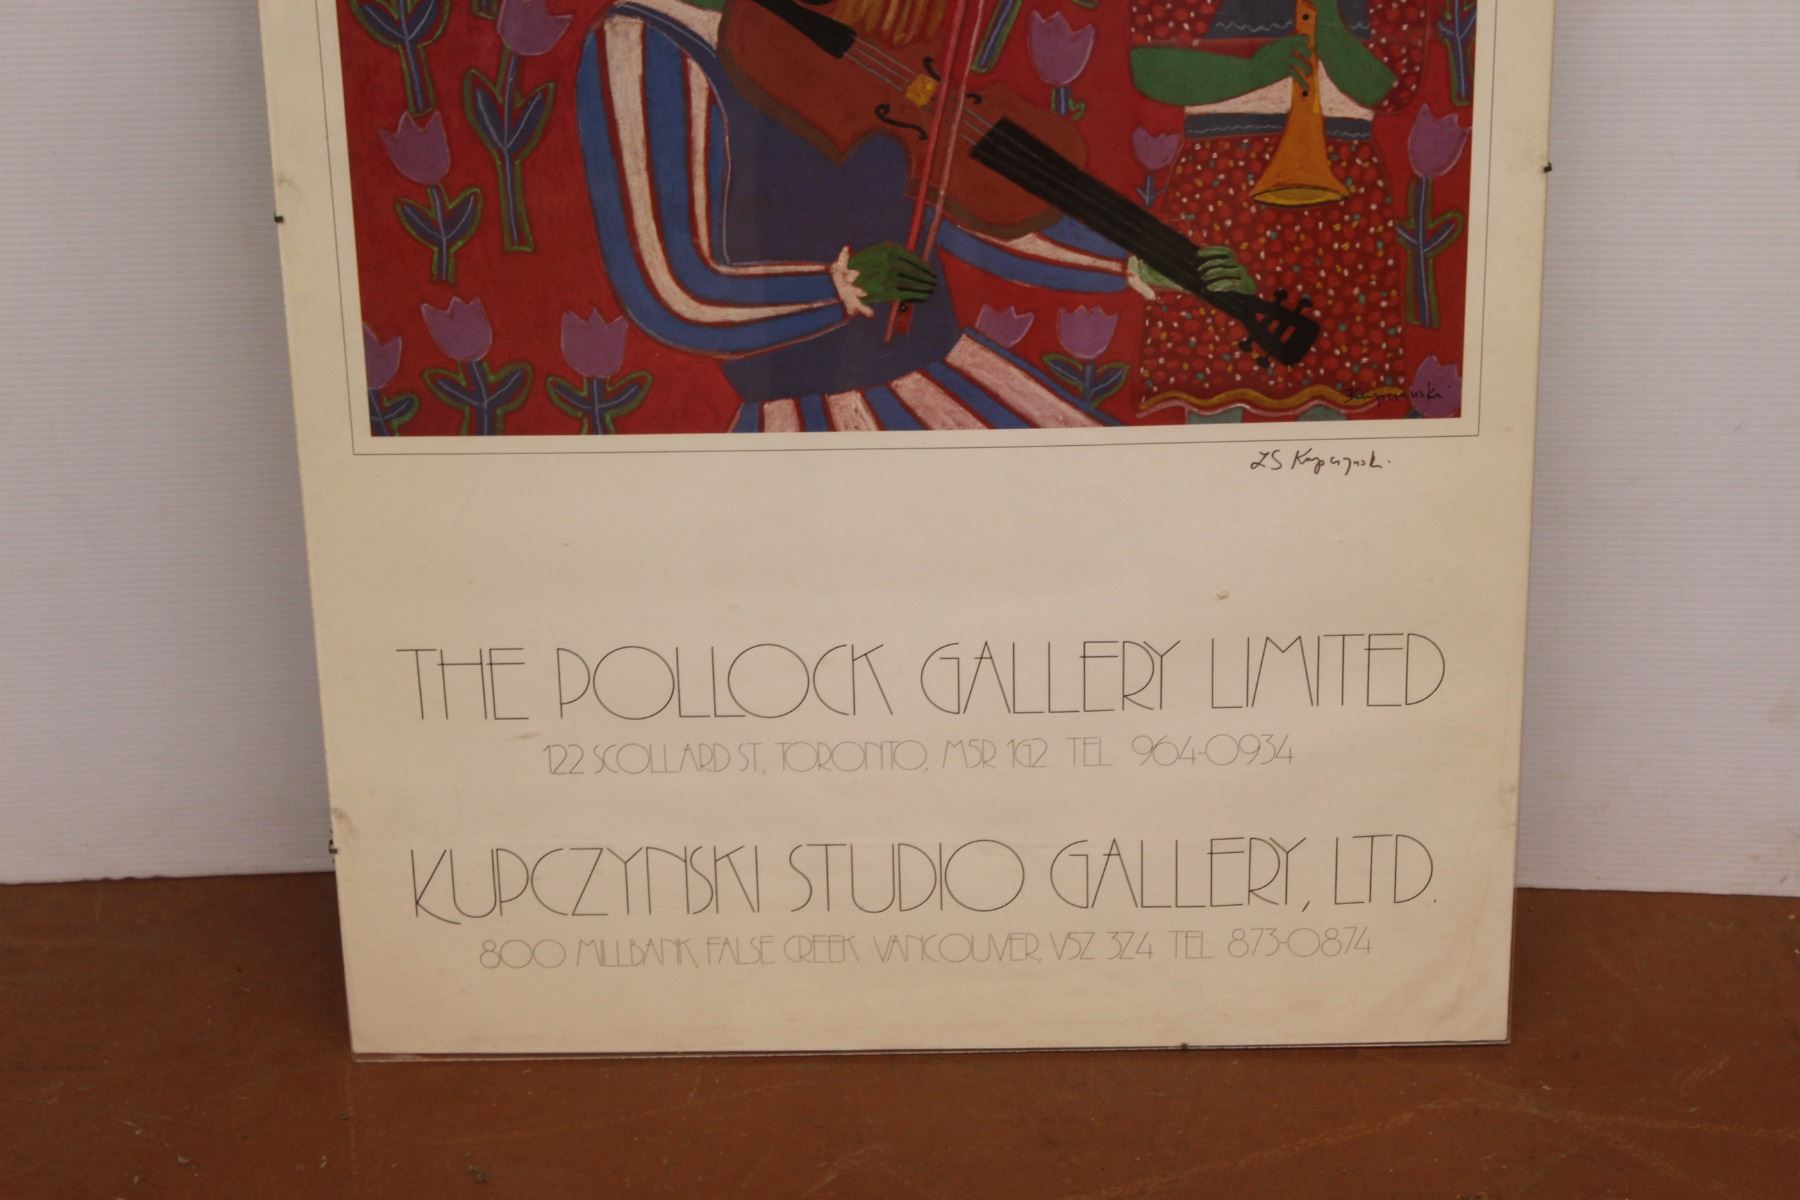 Kupczynski
ZS Kupczynski.
THE POLLOCK GALLERY LIMITED
122 SCOLLARD ST, TORONTO, M5R 1G2 TEL 964-0934
KUPCZYNSKI STUDIO GALLERY, LTD.
800 MILLBANK, FALSE CREEK VANCOUVER, V5Z 3Z4 TEL 873-0874